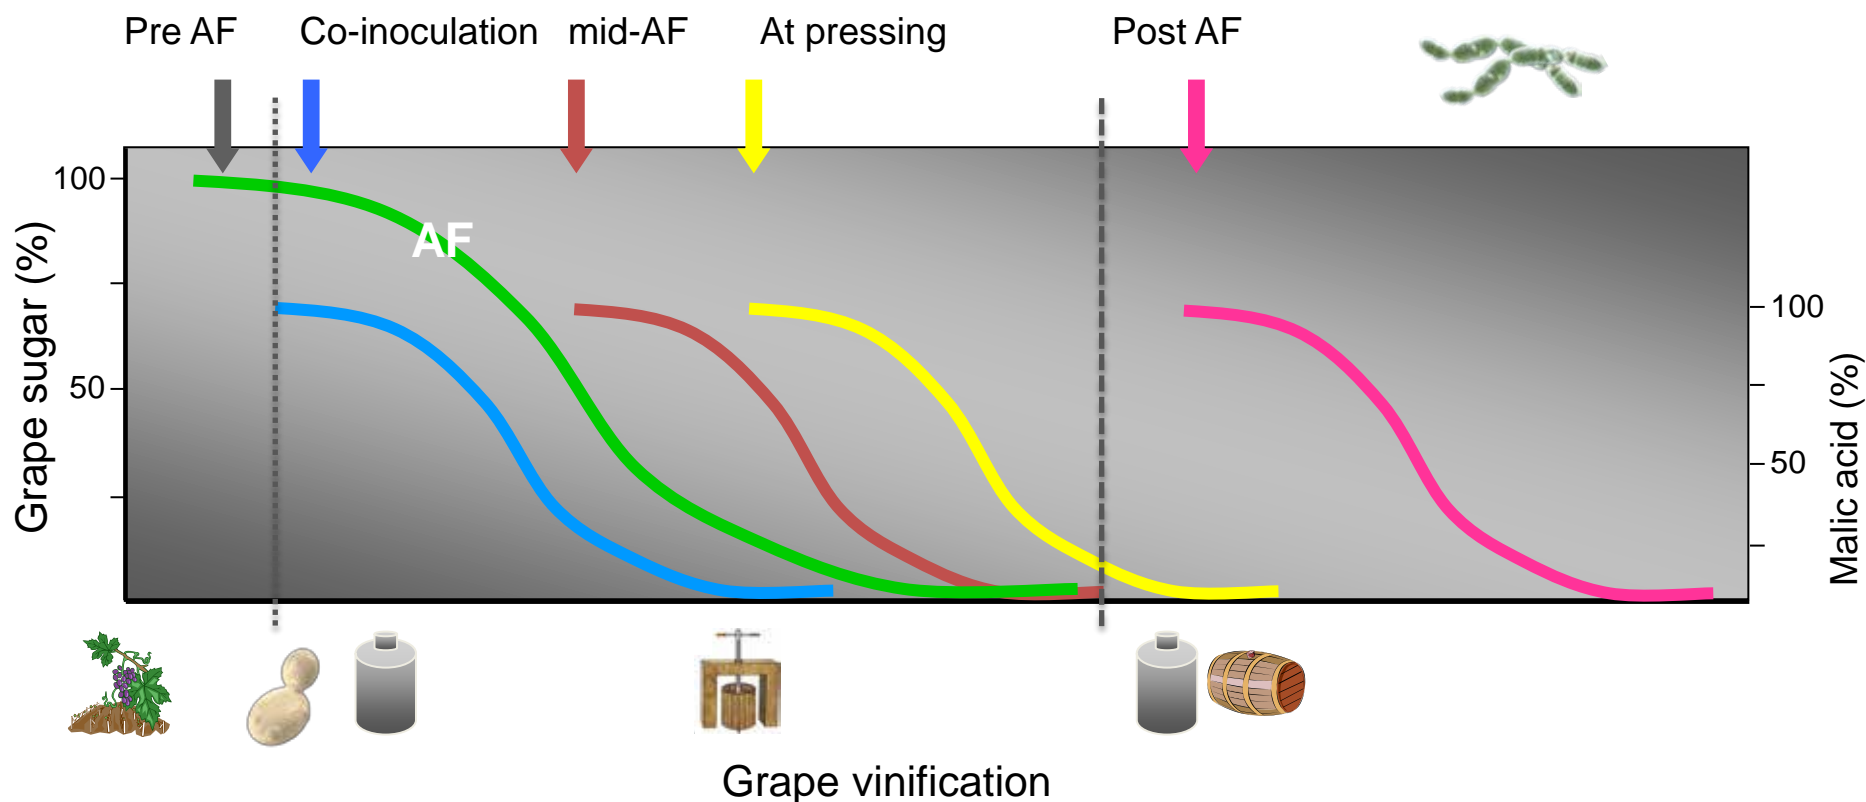 Pre AF
Co-inoculation
mid-AF
At pressing
Post AF
100
AF
Grape sugar (%)
50
100
50
Malic acid (%)
Grape vinification